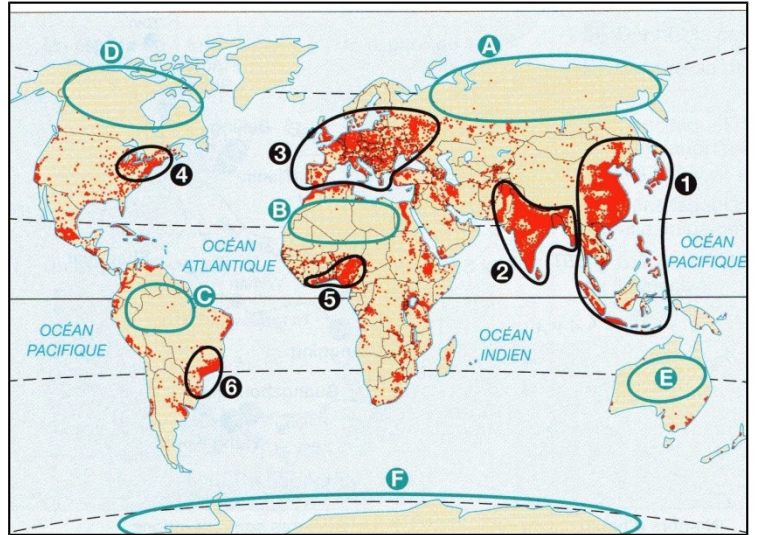 D
A
3
4
1
B
OCÉAN
ATLANTIQUE
2
OCÉAN
PACIFIQUE
5
C
OCÉAN
PACIFIQUE
OCÉAN
INDIEN
E
6
F